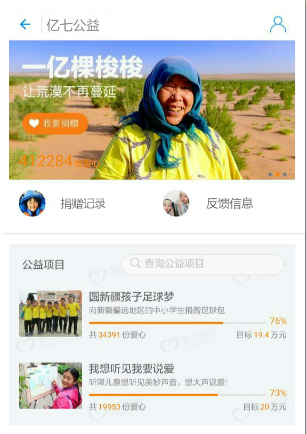 亿七公益
一亿棵梭梭
让荒漠不再蔓延
我要捐赠
捐赠记录
反馈信息
公益项目
查询公益项目
圆新疆孩子足球梦
向新疆偏远地区的中小学生捐赠足球包
76%
共34391份爱心
目标19.4万元
我想听见我要说爱
听障儿童想听见美妙声音，想大声说爱!
73%
共19953份爱心
目标20万元